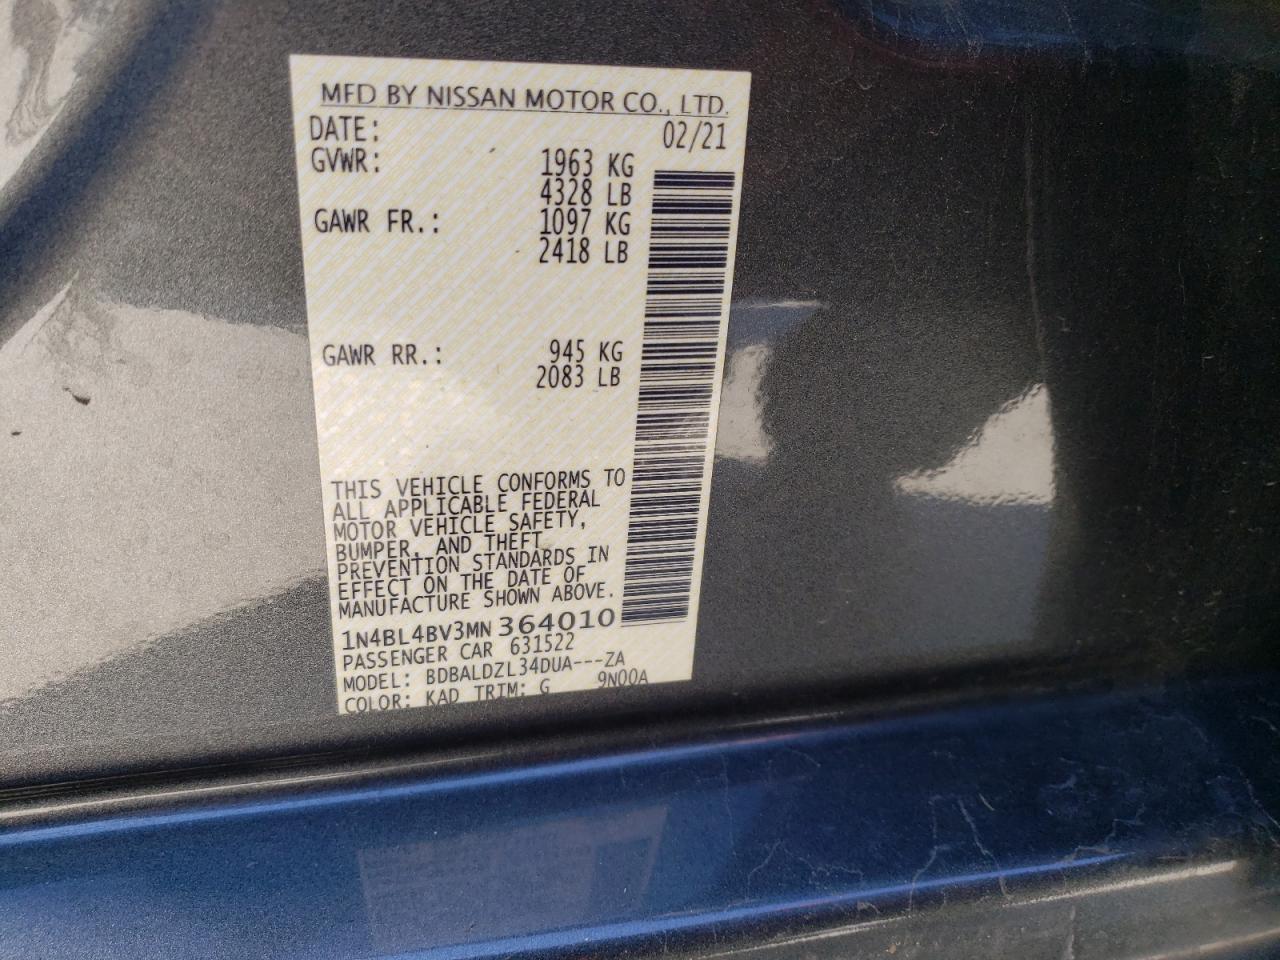 MFD BY NISSAN MOTOR CO., LTD.
DATE: 02/21
GVWR: 1963 KG
4328 LB
GAWR FR.: 1097 KG
2418 LB
GAWR RR.: 945 KG
2083 LB
THIS VEHICLE CONFORMS TO
ALL APPLICABLE FEDERAL
MOTOR VEHICLE SAFETY,
BUMPER, AND THEFT
PREVENTION STANDARDS IN
EFFECT ON THE DATE OF
MANUFACTURE SHOWN ABOVE.
1N4BL4BV3MN364010
PASSENGER CAR 631522
MODEL: BDBALDZL34DUA---ZA
COLOR: KAD TRIM: G 9N00A